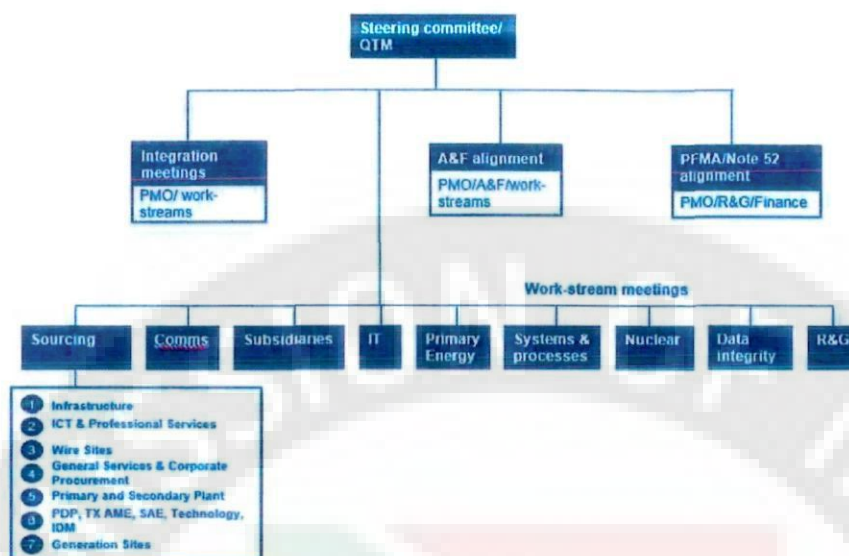 Steering committee/
QTM
Integration
meetings
PMO/ work-
streams
A&F alignment
PMO/A&F/work-
streams
PFMA/Note 52
alignment
PMO/R&G/Finance
Work-stream meetings
Sourcing
Comms
Subsidiaries
IT
Primary
Energy
Systems &
processes
Nuclear
Data
integrity
R&G
1 Infrastructure
2 ICT & Professional Services
3 Wire Sites
4 General Services & Corporate
Procurement
5 Primary and Secondary Plant
6 PDP, TX AME, SAE, Technology,
IDM
7 Generation Sites